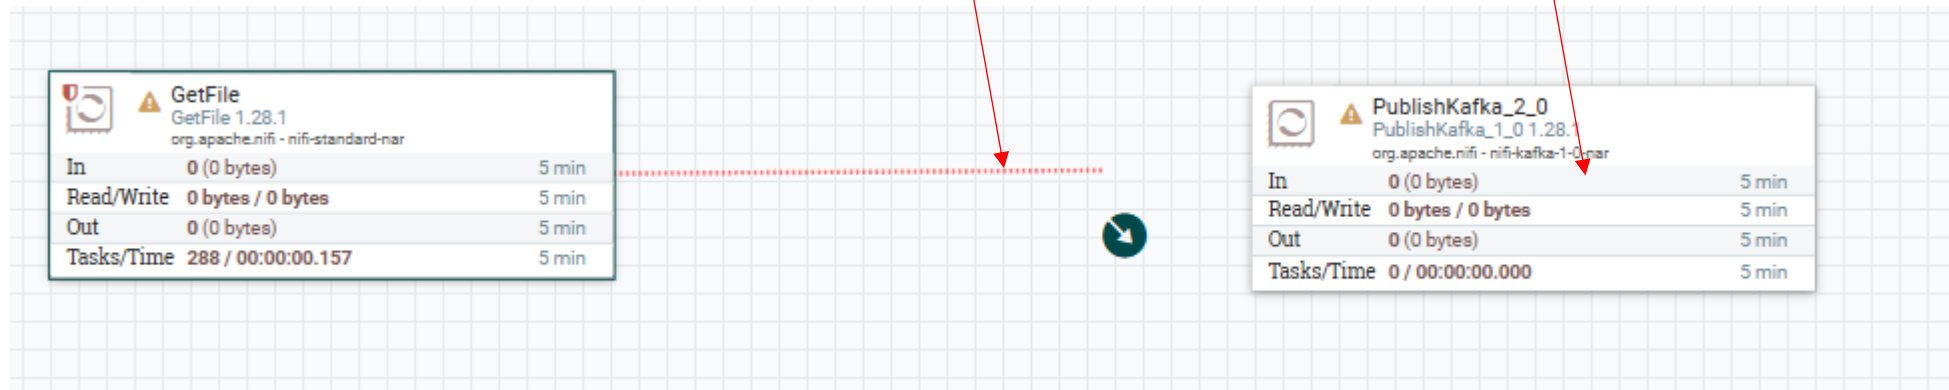 GetFile
GetFile 1.28.1
org.apache.nifi - nifi-standard-nar
In 0 (0 bytes) 5 min
Read/Write 0 bytes / 0 bytes 5 min
Out 0 (0 bytes) 5 min
Tasks/Time 288 / 00:00:00.157 5 min
PublishKafka_2_0
PublishKafka_1_0 1.28.1
org.apache.nifi - nifi-kafka-1-0-nar
In 0 (0 bytes) 5 min
Read/Write 0 bytes / 0 bytes 5 min
Out 0 (0 bytes) 5 min
Tasks/Time 0 / 00:00:00.000 5 min